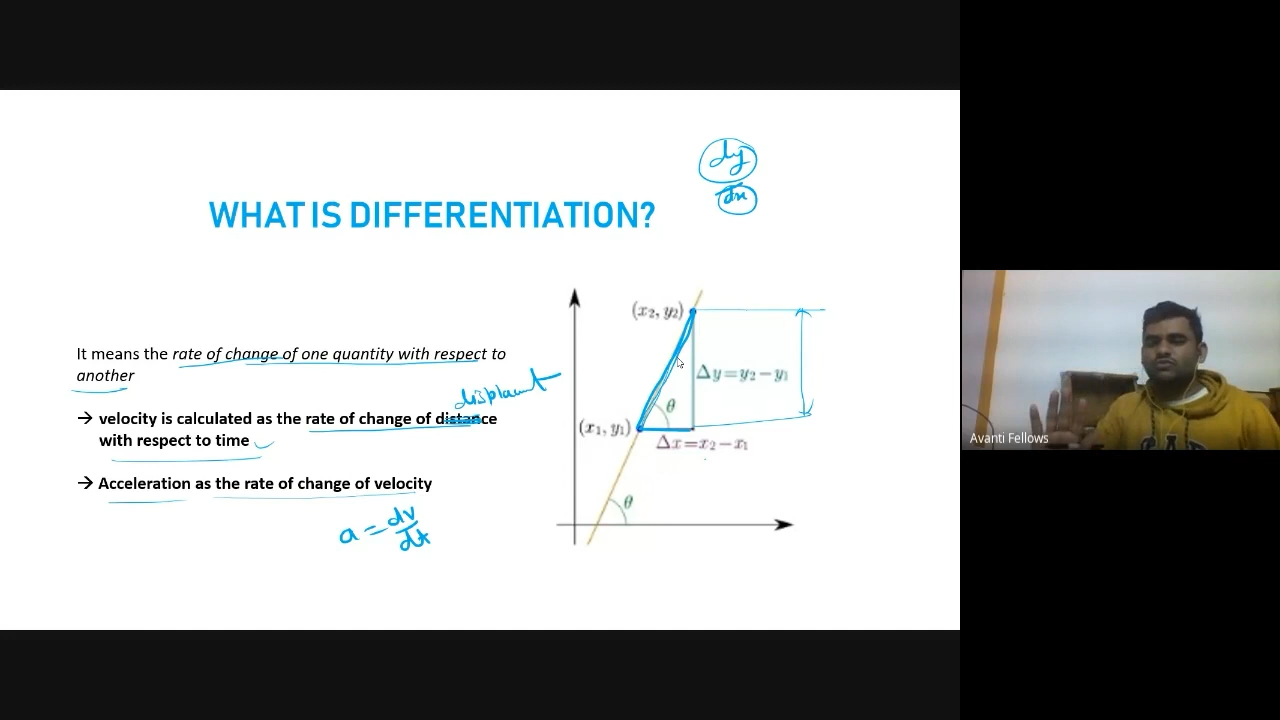 dy
dx
WHAT IS DIFFERENTIATION?
It means the rate of change of one quantity with respect to
another
→ velocity is calculated as the rate of change of distance
with respect to time
→ Acceleration as the rate of change of velocity
a = dv
dt
(x₂, y₂)
Δy=y₂−y₁
θ
(x₁, y₁)
Δx=x₂−x₁
θ
Avanti Fellows